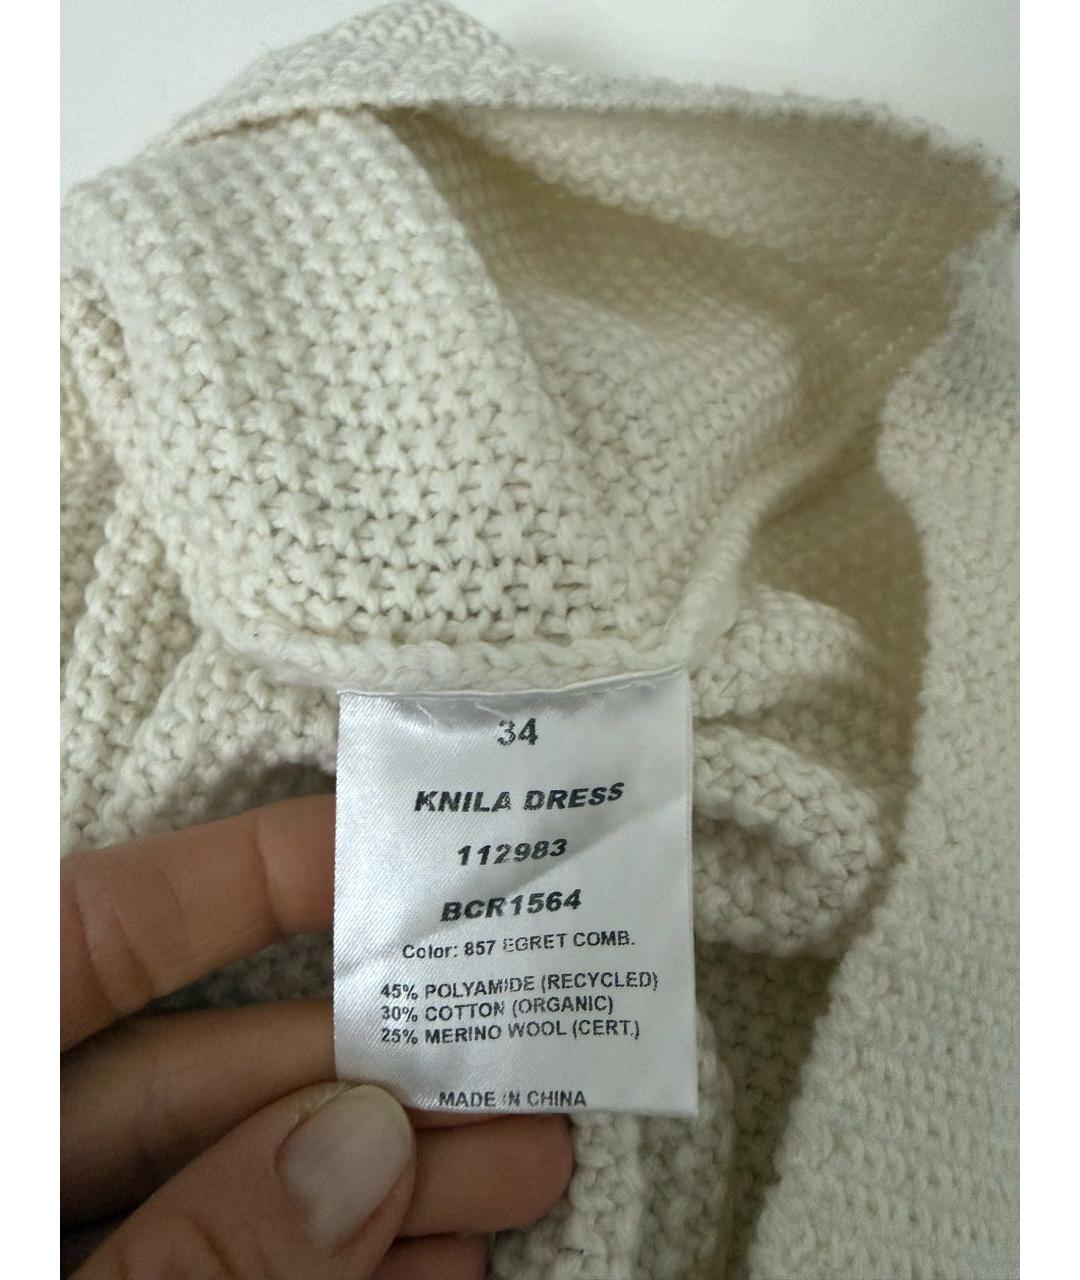 34
KNILA DRESS
112983
BCR1564
Color: 857 EGRET COMB.
45% POLYAMIDE (RECYCLED)
30% COTTON (ORGANIC)
25% MERINO WOOL (CERT.)
MADE IN CHINA